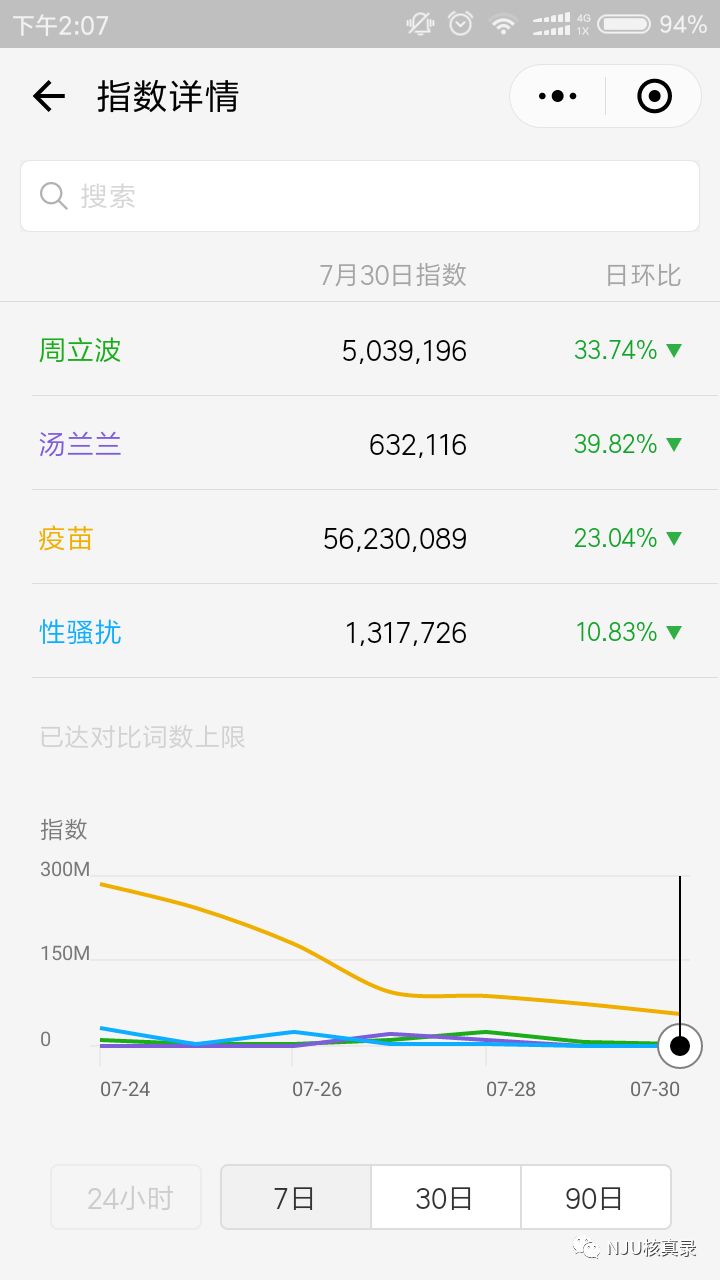 下午2:07 4G 1X 94%
指数详情
搜索
7月30日指数 日环比
周立波 5,039,196 33.74%▼
汤兰兰 632,116 39.82%▼
疫苗 56,230,089 23.04%▼
性骚扰 1,317,726 10.83%▼
已达对比词数上限
指数
300M
150M
0
07-24 07-26 07-28 07-30
24小时 7日 30日 90日
NJU核真录